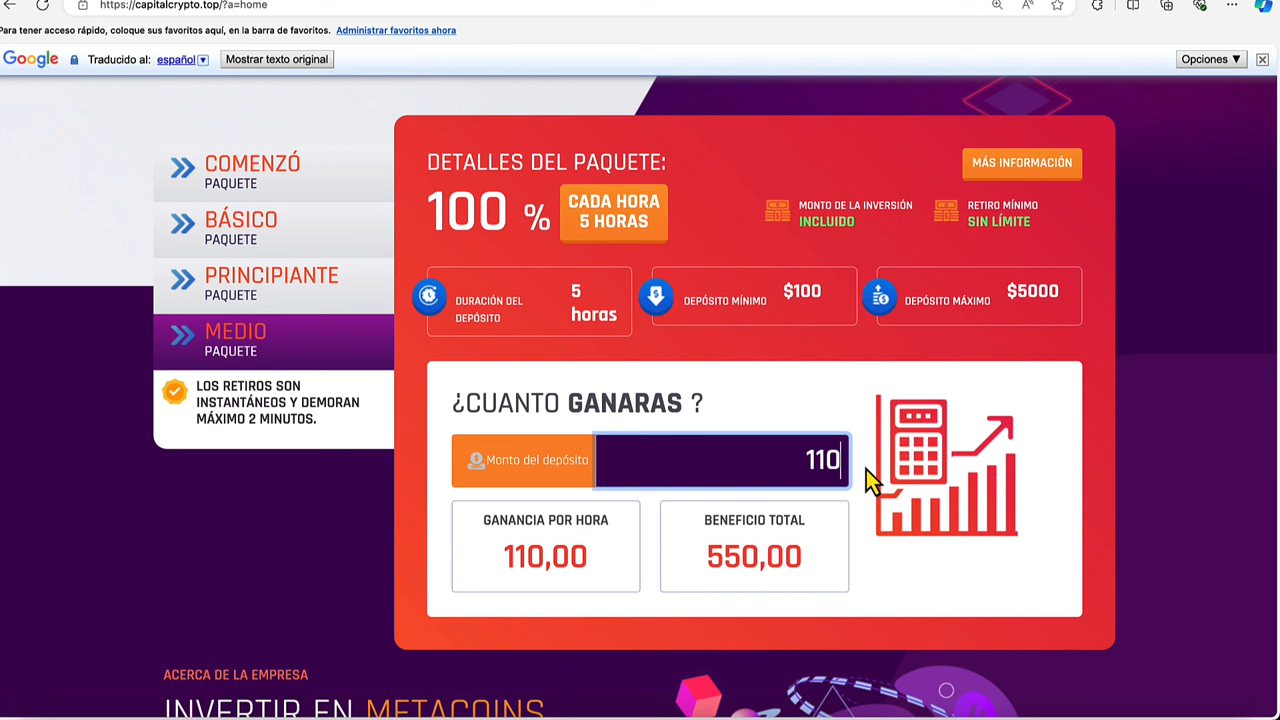 https://capitalcrypto.top/?a=home
Para tener acceso rápido, coloque sus favoritos aquí, en la barra de favoritos. Administrar favoritos ahora
Google Traducido al: español Mostrar texto original Opciones ▼
COMENZÓ
PAQUETE
BÁSICO
PAQUETE
PRINCIPIANTE
PAQUETE
MEDIO
PAQUETE
LOS RETIROS SON
INSTANTÁNEOS Y DEMORAN
MÁXIMO 2 MINUTOS.
DETALLES DEL PAQUETE:
MÁS INFORMACIÓN
100 %
CADA HORA
5 HORAS
MONTO DE LA INVERSIÓN
INCLUIDO
RETIRO MÍNIMO
SIN LÍMITE
DURACIÓN DEL
DEPÓSITO
5
horas
DEPÓSITO MÍNIMO
$100
DEPÓSITO MÁXIMO
$5000
¿CUANTO GANARAS ?
Monto del depósito
110
GANANCIA POR HORA
110,00
BENEFICIO TOTAL
550,00
ACERCA DE LA EMPRESA
INVERTIR EN METACOINS